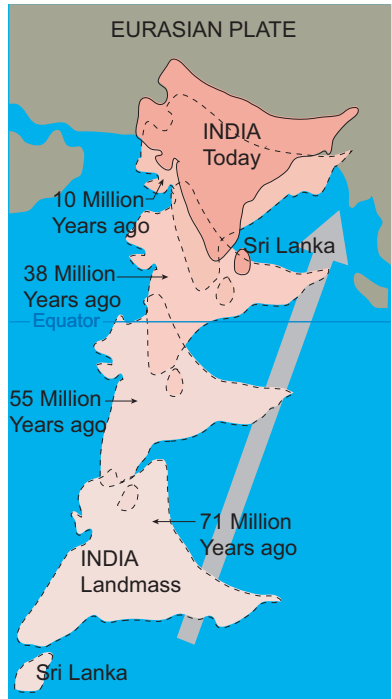 EURASIAN PLATE
INDIA
Today
10 Million
Years ago
Sri Lanka
38 Million
Years ago
Equator
55 Million
Years ago
71 Million
Years ago
INDIA
Landmass
Sri Lanka